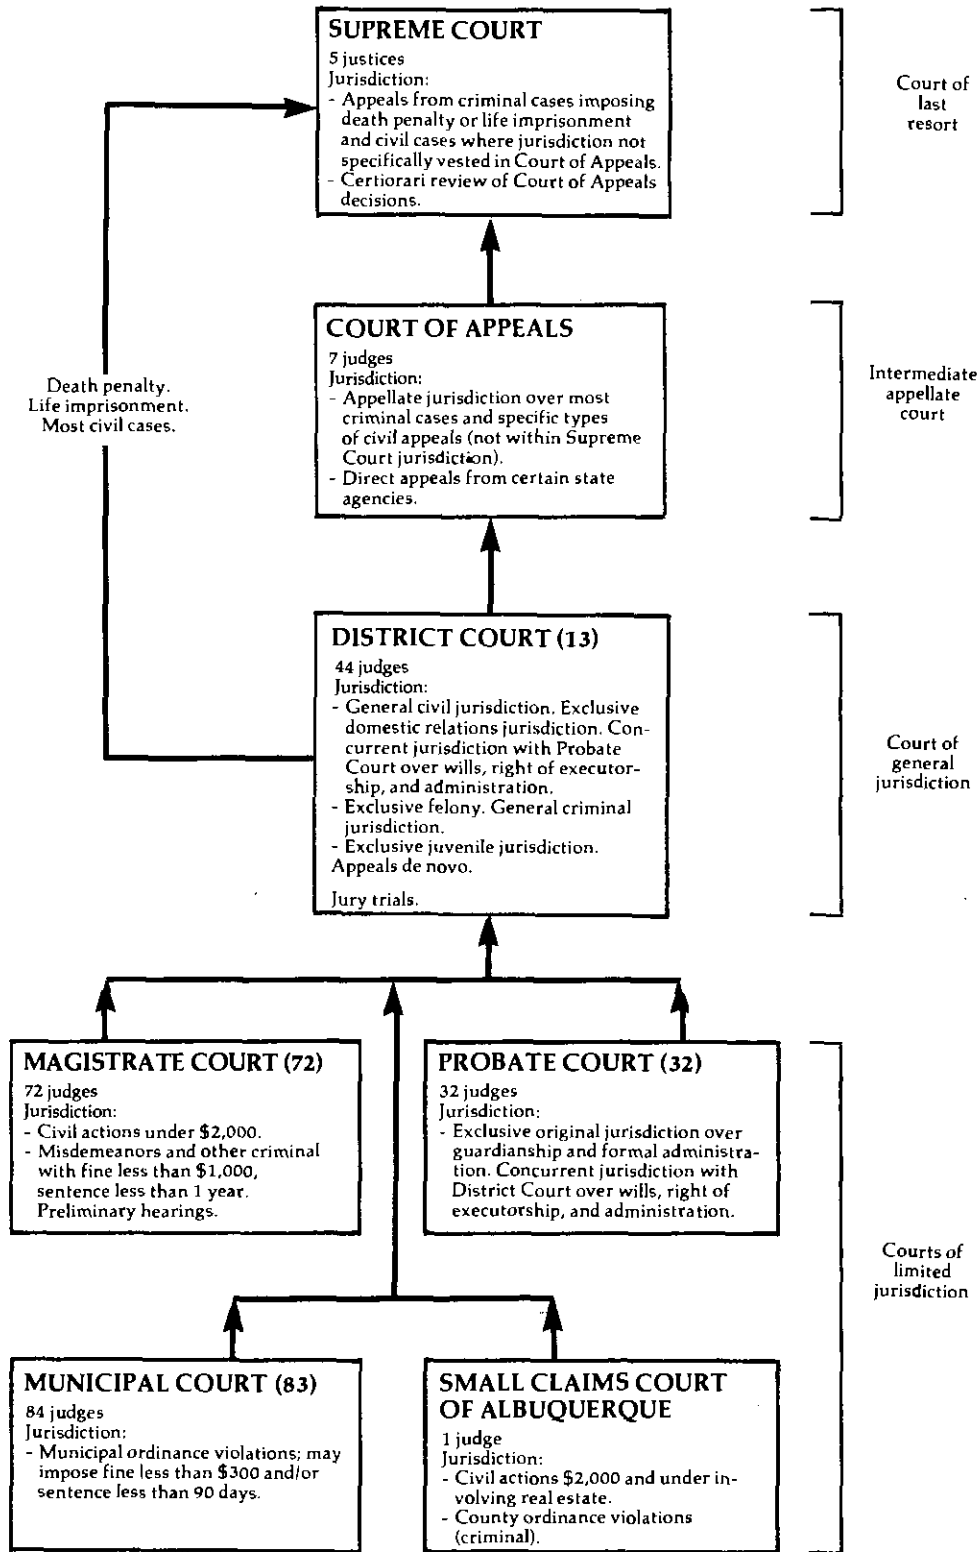 SUPREME COURT
5 justices
Jurisdiction:
- Appeals from criminal cases imposing
death penalty or life imprisonment
and civil cases where jurisdiction not
specifically vested in Court of Appeals.
- Certiorari review of Court of Appeals
decisions.
Court of
last
resort
COURT OF APPEALS
7 judges
Jurisdiction:
- Appellate jurisdiction over most
criminal cases and specific types
of civil appeals (not within Supreme
Court jurisdiction).
- Direct appeals from certain state
agencies.
Intermediate
appellate
court
Death penalty.
Life imprisonment.
Most civil cases.
DISTRICT COURT (13)
44 judges
Jurisdiction:
- General civil jurisdiction. Exclusive
domestic relations jurisdiction. Con-
current jurisdiction with Probate
Court over wills, right of executor-
ship, and administration.
- Exclusive felony. General criminal
jurisdiction.
- Exclusive juvenile jurisdiction.
Appeals de novo.
Jury trials.
Court of
general
jurisdiction
MAGISTRATE COURT (72)
72 judges
Jurisdiction:
- Civil actions under $2,000.
- Misdemeanors and other criminal
with fine less than $1,000,
sentence less than 1 year.
Preliminary hearings.
PROBATE COURT (32)
32 judges
Jurisdiction:
- Exclusive original jurisdiction over
guardianship and formal administra-
tion. Concurrent jurisdiction with
District Court over wills, right of
executorship, and administration.
Courts of
limited
jurisdiction
MUNICIPAL COURT (83)
84 judges
Jurisdiction:
- Municipal ordinance violations; may
impose fine less than $300 and/or
sentence less than 90 days.
SMALL CLAIMS COURT
OF ALBUQUERQUE
1 judge
Jurisdiction:
- Civil actions $2,000 and under in-
volving real estate.
- County ordinance violations
(criminal).